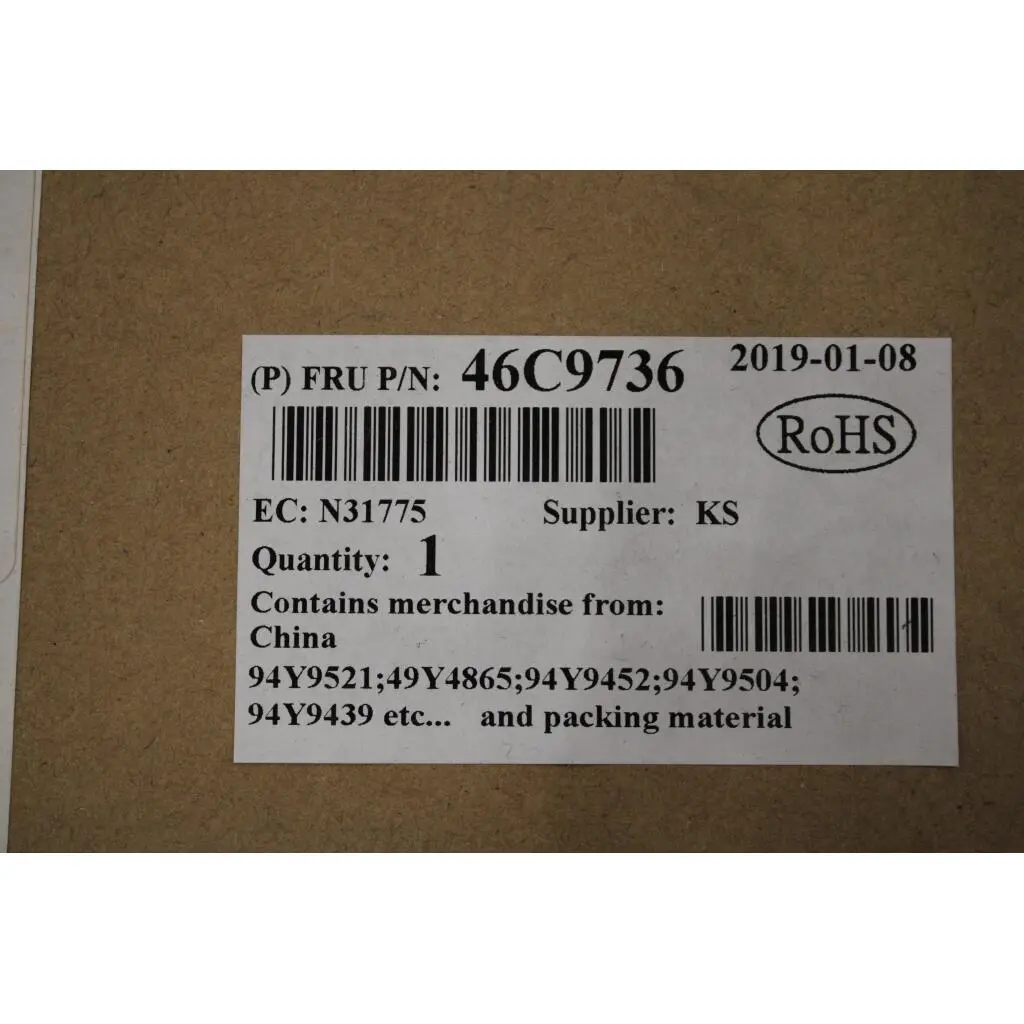 (P) FRU P/N: 46C9736 2019-01-08
RoHS
EC: N31775 Supplier: KS
Quantity: 1
Contains merchandise from:
China
94Y9521;49Y4865;94Y9452;94Y9504;
94Y9439 etc... and packing material